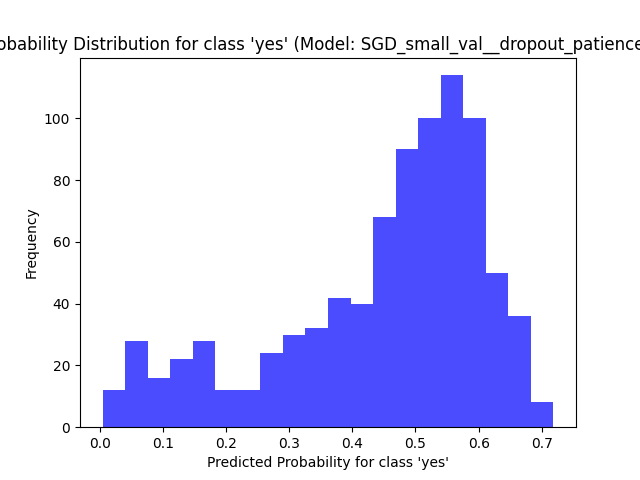 obability Distribution for class 'yes' (Model: SGD_small_val__dropout_patience
Frequency
100
80
60
40
20
0
0.0 0.1 0.2 0.3 0.4 0.5 0.6 0.7
Predicted Probability for class 'yes'